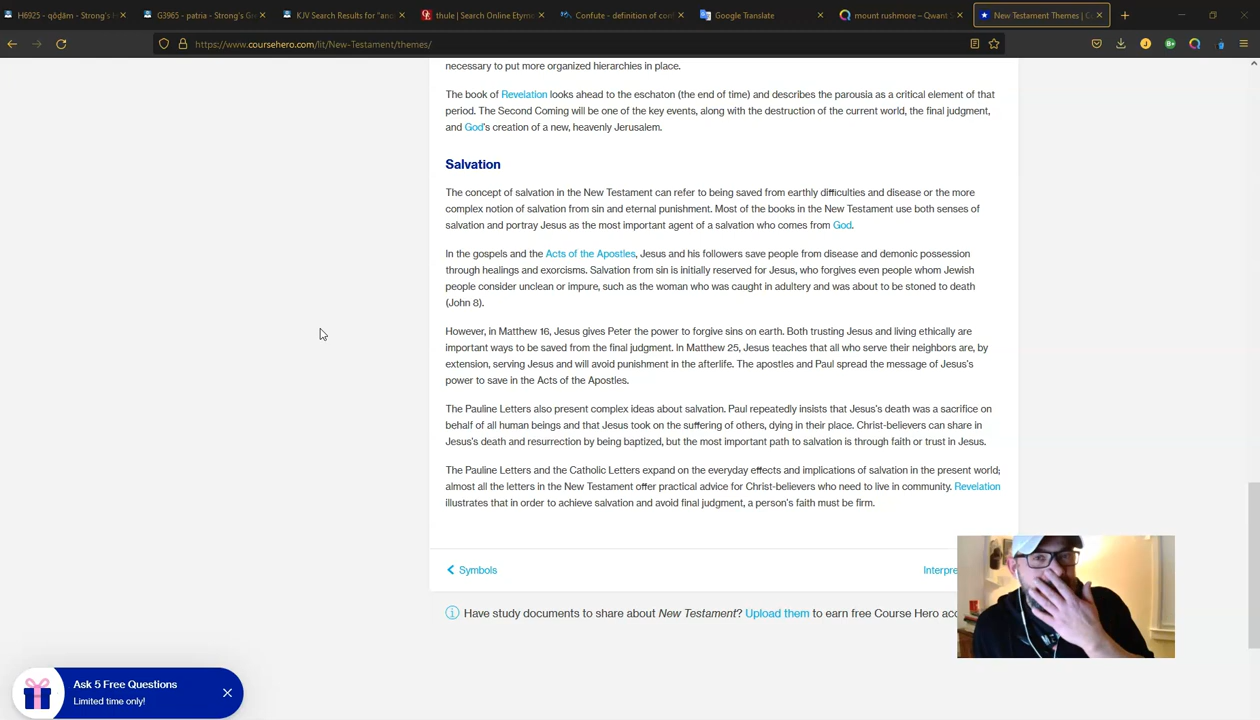 H6925 - qŏḏām - Strong's H
G3965 - patria - Strong's Gr
KJV Search Results for "ano
thule | Search Online Etymo
Confute - definition of conf
Google Translate
mount rushmore – Qwant S
New Testament Themes | Co
https://www.coursehero.com/lit/New-Testament/themes/
necessary to put more organized hierarchies in place.
The book of Revelation looks ahead to the eschaton (the end of time) and describes the parousia as a critical element of that
period. The Second Coming will be one of the key events, along with the destruction of the current world, the final judgment,
and God's creation of a new, heavenly Jerusalem.
Salvation
The concept of salvation in the New Testament can refer to being saved from earthly difficulties and disease or the more
complex notion of salvation from sin and eternal punishment. Most of the books in the New Testament use both senses of
salvation and portray Jesus as the most important agent of a salvation who comes from God.
In the gospels and the Acts of the Apostles, Jesus and his followers save people from disease and demonic possession
through healings and exorcisms. Salvation from sin is initially reserved for Jesus, who forgives even people whom Jewish
people consider unclean or impure, such as the woman who was caught in adultery and was about to be stoned to death
(John 8).
However, in Matthew 16, Jesus gives Peter the power to forgive sins on earth. Both trusting Jesus and living ethically are
important ways to be saved from the final judgment. In Matthew 25, Jesus teaches that all who serve their neighbors are, by
extension, serving Jesus and will avoid punishment in the afterlife. The apostles and Paul spread the message of Jesus's
power to save in the Acts of the Apostles.
The Pauline Letters also present complex ideas about salvation. Paul repeatedly insists that Jesus's death was a sacrifice on
behalf of all human beings and that Jesus took on the suffering of others, dying in their place. Christ-believers can share in
Jesus's death and resurrection by being baptized, but the most important path to salvation is through faith or trust in Jesus.
The Pauline Letters and the Catholic Letters expand on the everyday effects and implications of salvation in the present world;
almost all the letters in the New Testament offer practical advice for Christ-believers who need to live in community. Revelation
illustrates that in order to achieve salvation and avoid final judgment, a person's faith must be firm.
Symbols
Interpre
Have study documents to share about New Testament? Upload them to earn free Course Hero acc
Ask 5 Free Questions
Limited time only!